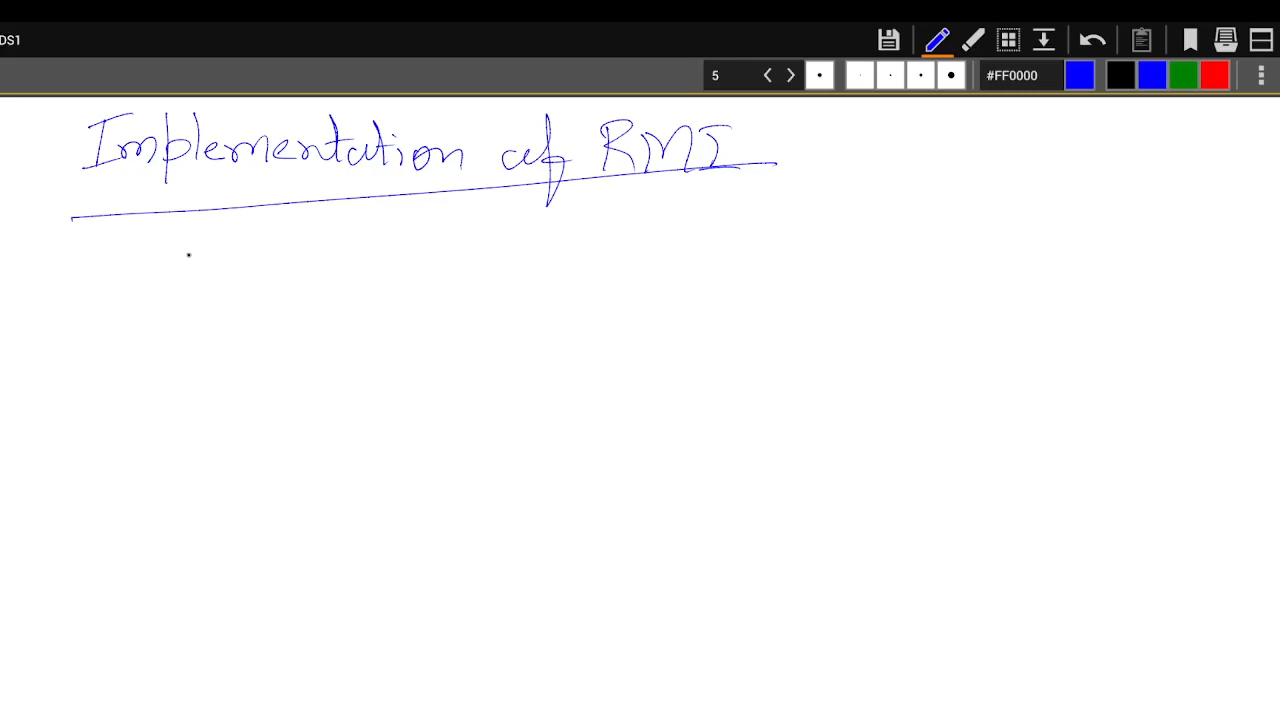 DS1
5 #FF0000
Implementation of RMI